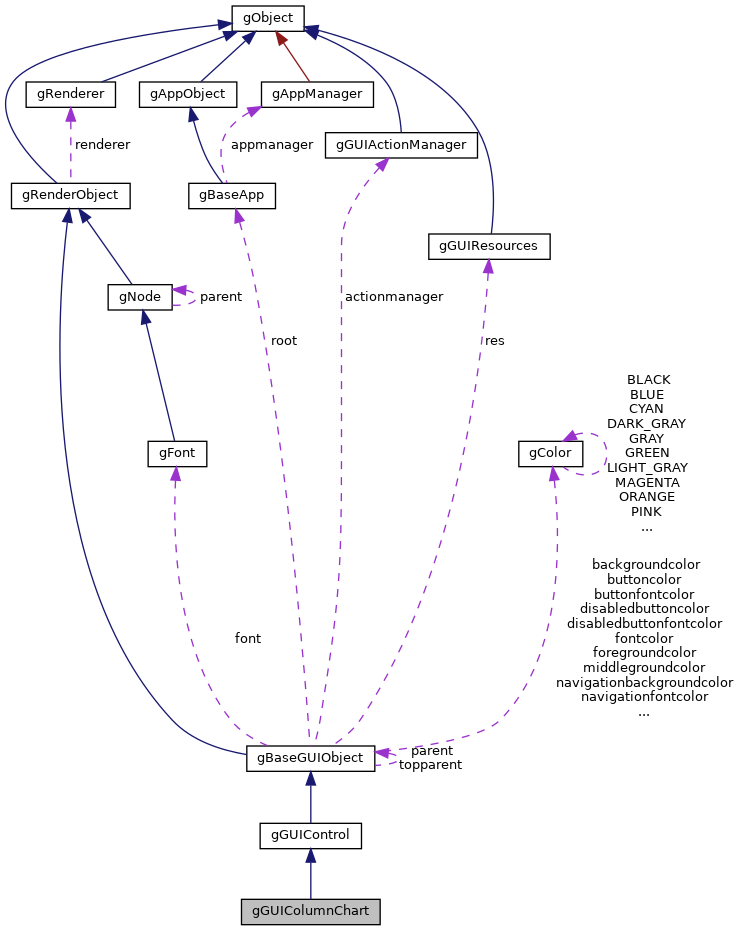 gObject
gRenderer
gAppObject
gAppManager
renderer
appmanager
gGUIActionManager
gRenderObject
gBaseApp
gGUIResources
gNode
parent
actionmanager
root
res
BLACK
BLUE
CYAN
DARK_GRAY
GRAY
GREEN
LIGHT_GRAY
MAGENTA
ORANGE
PINK
...
gFont
gColor
backgroundcolor
buttoncolor
buttonfontcolor
disabledbuttoncolor
disabledbuttonfontcolor
fontcolor
foregroundcolor
middlegroundcolor
navigationbackgroundcolor
navigationfontcolor
...
font
gBaseGUIObject
parent
topparent
gGUIControl
gGUIColumnChart